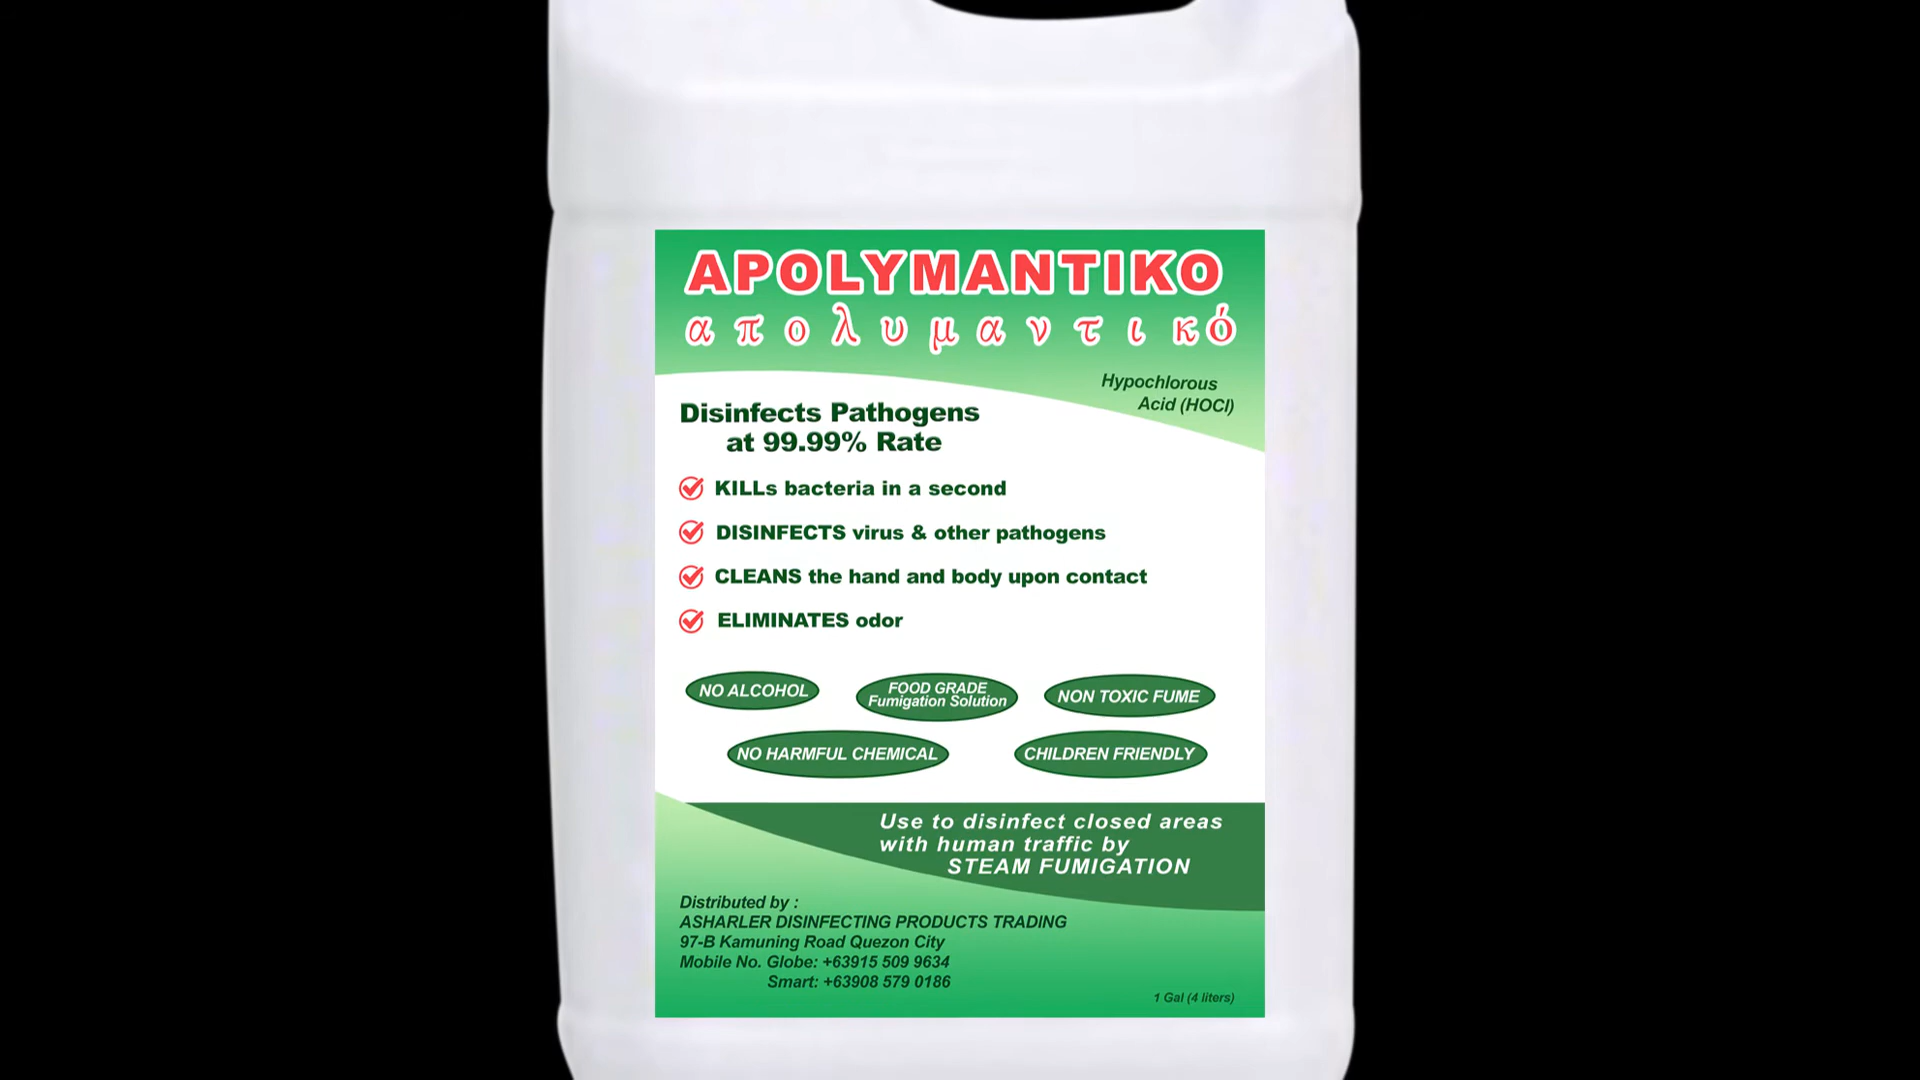 APOLYMANTIKO
απολυμαντικό
Hypochlorous
Acid (HOCl)
Disinfects Pathogens
at 99.99% Rate
KILLs bacteria in a second
DISINFECTS virus & other pathogens
CLEANS the hand and body upon contact
ELIMINATES odor
NO ALCOHOL
FOOD GRADE
Fumigation Solution
NON TOXIC FUME
NO HARMFUL CHEMICAL
CHILDREN FRIENDLY
Use to disinfect closed areas
with human traffic by
STEAM FUMIGATION
Distributed by :
ASHARLER DISINFECTING PRODUCTS TRADING
97-B Kamuning Road Quezon City
Mobile No. Globe: +63915 509 9634
Smart: +63908 579 0186
1 Gal (4 liters)